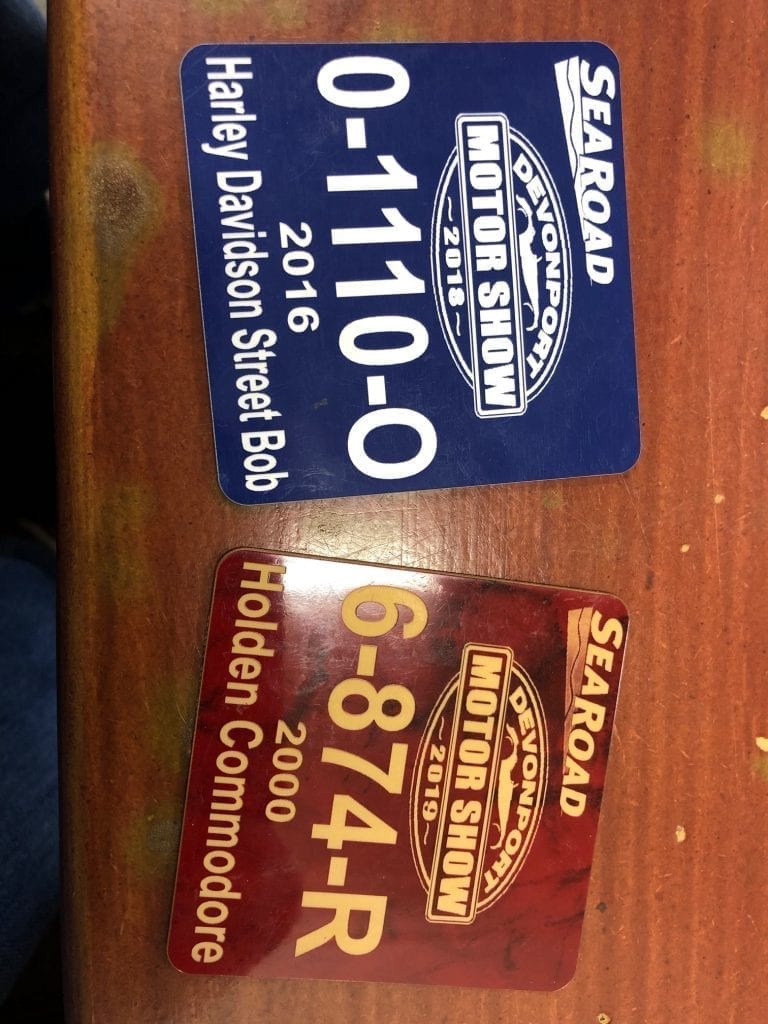 SEAROAD
DEVONPORT
MOTOR SHOW
~ 2018 ~
0-1110-O
2016
Harley Davidson Street Bob
SEAROAD
DEVONPORT
MOTOR SHOW
~ 2019 ~
6-874-R
2000
Holden Commodore